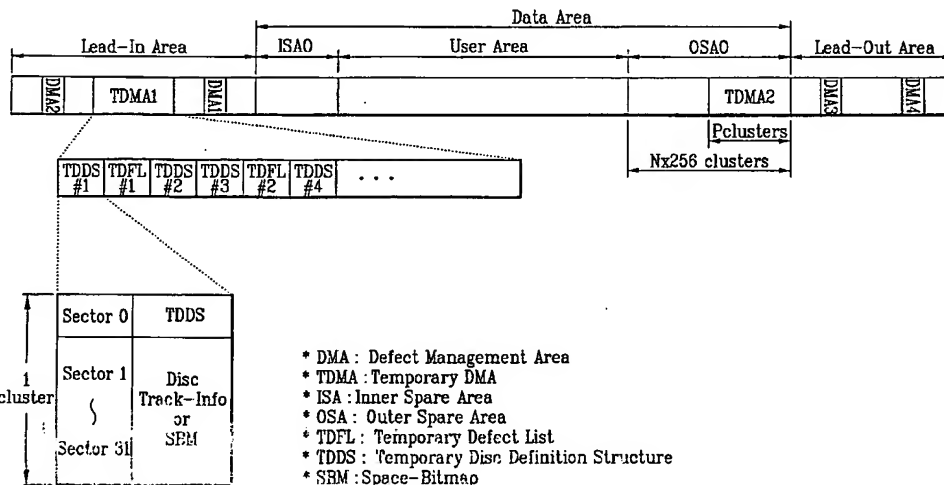 Data Area
Lead-In Area ISA0 User Area OSA0 Lead-Out Area
DMA2 TDMA1 DMA1 TDMA2 DMA3 DMA4
Pclusters
Nx256 clusters
TDDS #1 TDFL #1 TDDS #2 TDDS #3 TDFL #2 TDDS #4 ···
Sector 0 TDDS
1 cluster
Sector 1
Sector 31
Disc
Track-Info
or
SBM
* DMA : Defect Management Area
* TDMA : Temporary DMA
* ISA : Inner Spare Area
* OSA : Outer Spare Area
* TDFL : Temporary Defect List
* TDDS : Temporary Disc Definition Structure
* SBM : Space-Bitmap